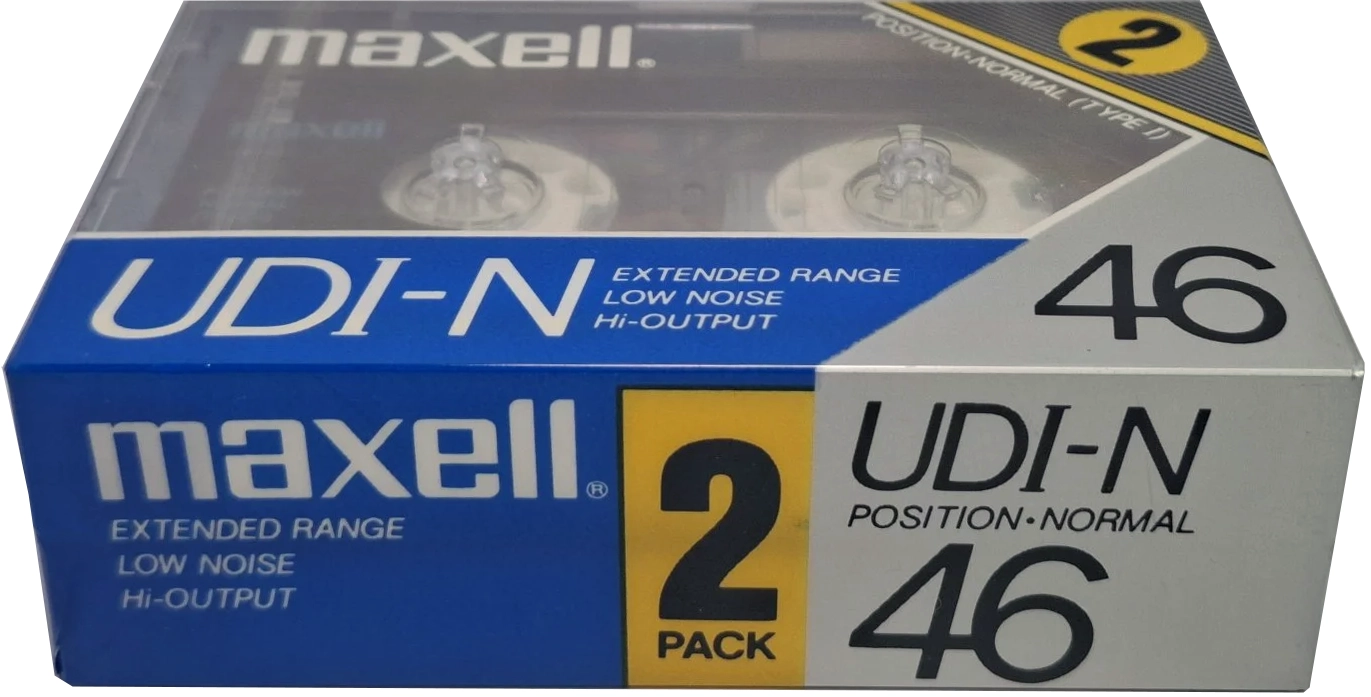 maxell®
2
POSITION•NORMAL (TYPE I)
maxell
UDI-N
EXTENDED RANGE
LOW NOISE
Hi-OUTPUT
46
maxell®
EXTENDED RANGE
LOW NOISE
Hi-OUTPUT
2
PACK
UDI-N
POSITION•NORMAL
46